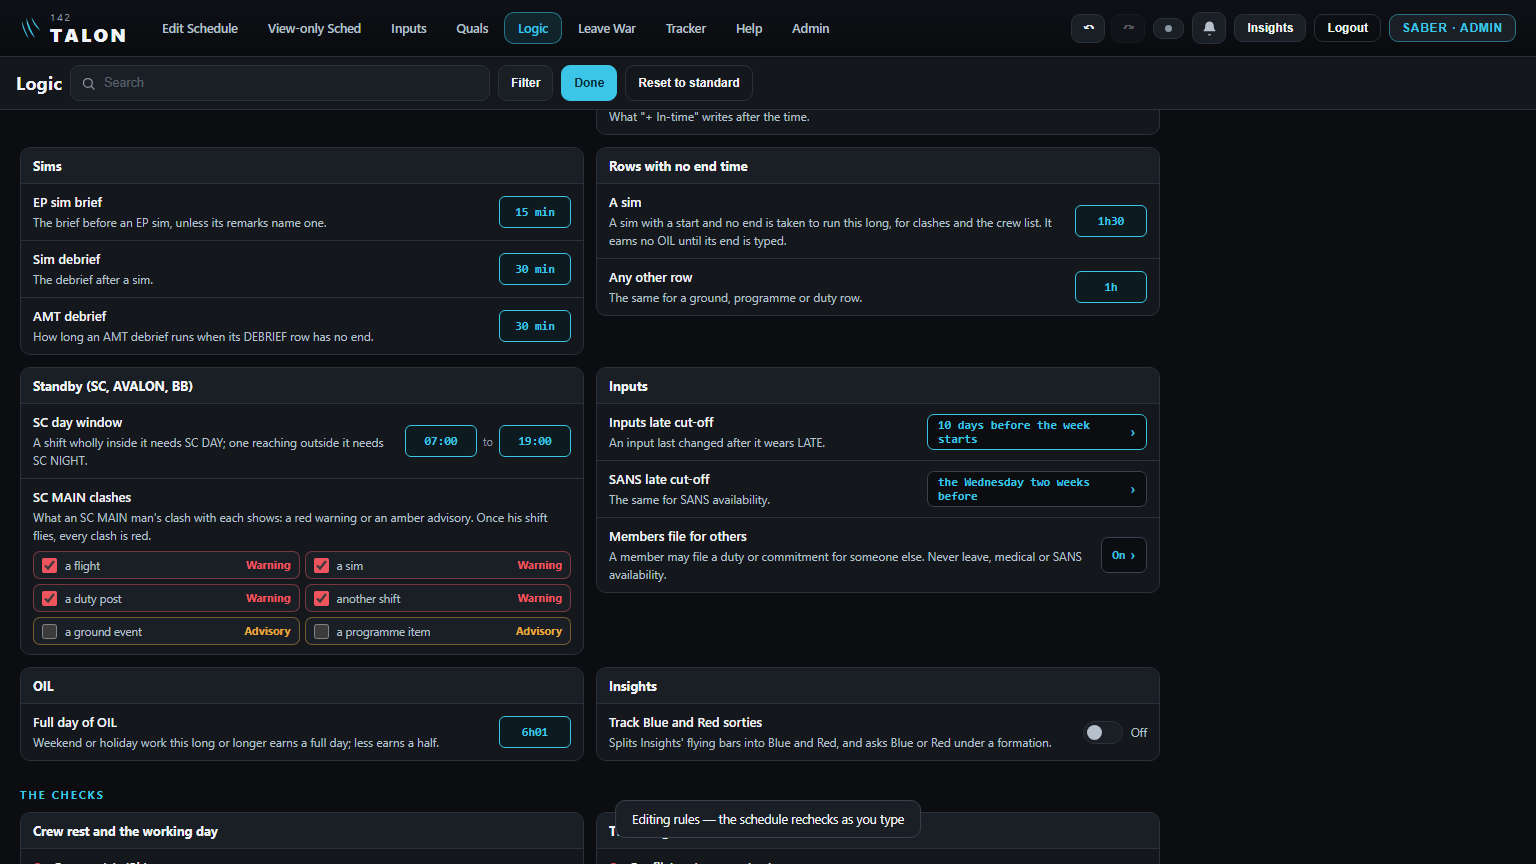 142
TALON
Edit Schedule
View-only Sched
Inputs
Quals
Logic
Leave War
Tracker
Help
Admin
Insights
Logout
SABER · ADMIN
Logic
Search
Filter
Done
Reset to standard
What "+ In-time" writes after the time.
Sims
EP sim brief
The brief before an EP sim, unless its remarks name one.
15 min
Sim debrief
The debrief after a sim.
30 min
AMT debrief
How long an AMT debrief runs when its DEBRIEF row has no end.
30 min
Rows with no end time
A sim
A sim with a start and no end is taken to run this long, for clashes and the crew list. It
earns no OIL until its end is typed.
1h30
Any other row
The same for a ground, programme or duty row.
1h
Standby (SC, AVALON, BB)
SC day window
A shift wholly inside it needs SC DAY; one reaching outside it needs
SC NIGHT.
07:00 to 19:00
SC MAIN clashes
What an SC MAIN man's clash with each shows: a red warning or an amber advisory. Once his shift
flies, every clash is red.
a flight Warning
a sim Warning
a duty post Warning
another shift Warning
a ground event Advisory
a programme item Advisory
Inputs
Inputs late cut-off
An input last changed after it wears LATE.
10 days before the week
starts
SANS late cut-off
The same for SANS availability.
the Wednesday two weeks
before
Members file for others
A member may file a duty or commitment for someone else. Never leave, medical or SANS
availability.
On
OIL
Full day of OIL
Weekend or holiday work this long or longer earns a full day; less earns a half.
6h01
Insights
Track Blue and Red sorties
Splits Insights' flying bars into Blue and Red, and asks Blue or Red under a formation.
Off
THE CHECKS
Crew rest and the working day
Editing rules — the schedule rechecks as you type